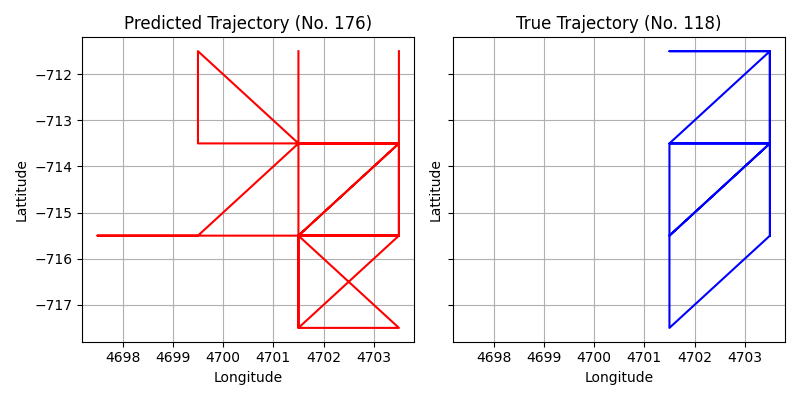 Predicted Trajectory (No. 176)
True Trajectory (No. 118)
−712
−713
−714
−715
−716
−717
Lattitude
Lattitude
4698 4699 4700 4701 4702 4703
4698 4699 4700 4701 4702 4703
Longitude
Longitude